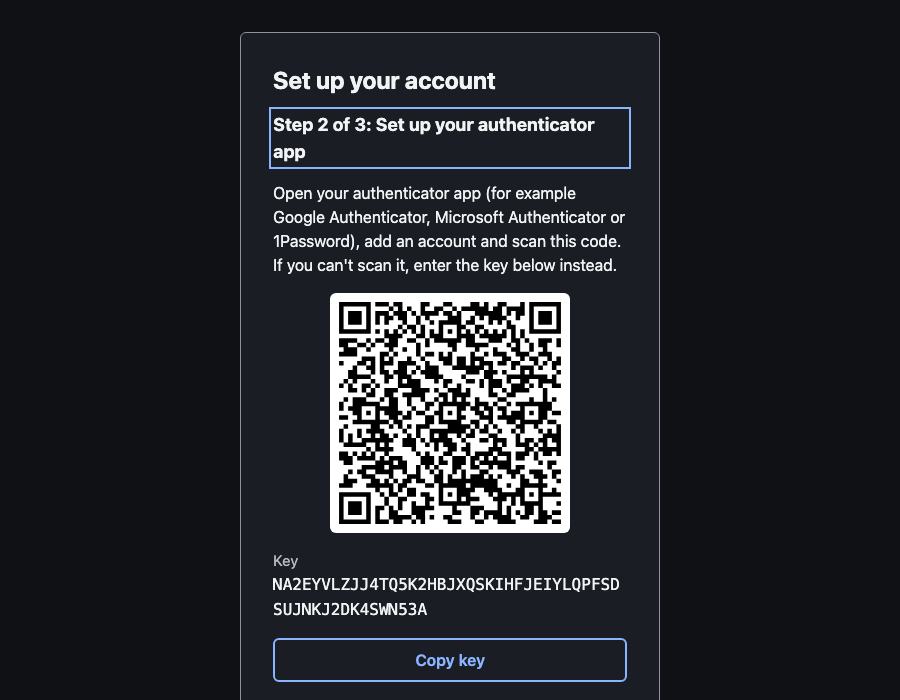 Set up your account
Step 2 of 3: Set up your authenticator
app
Open your authenticator app (for example
Google Authenticator, Microsoft Authenticator or
1Password), add an account and scan this code.
If you can't scan it, enter the key below instead.
Key
NA2EYVLZJJ4TQ5K2HBJXQSKIHFJEIYLQPFSD
SUJNKJ2DK4SWN53A
Copy key